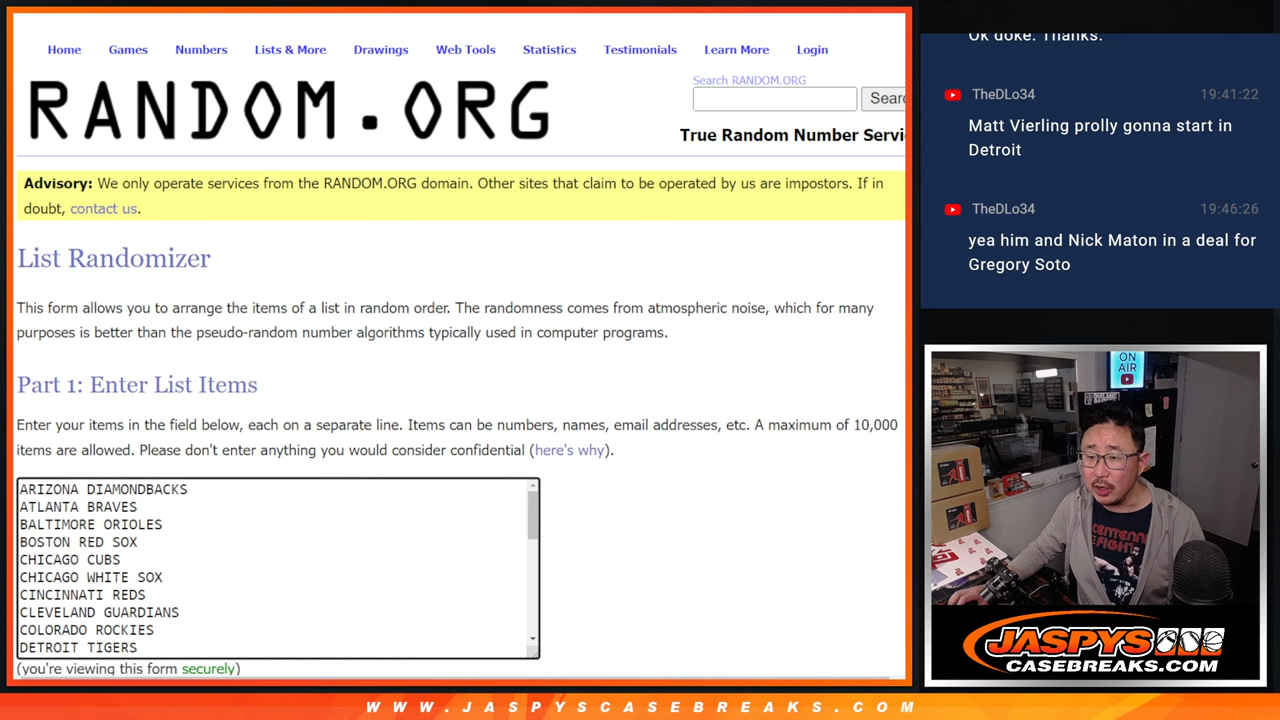 Home Games Numbers Lists & More Drawings Web Tools Statistics Testimonials Learn More Login
RANDOM.ORG
Search RANDOM.ORG
Searc
True Random Number Servi
Advisory: We only operate services from the RANDOM.ORG domain. Other sites that claim to be operated by us are impostors. If in
doubt, contact us.
List Randomizer
This form allows you to arrange the items of a list in random order. The randomness comes from atmospheric noise, which for many
purposes is better than the pseudo-random number algorithms typically used in computer programs.
Part 1: Enter List Items
Enter your items in the field below, each on a separate line. Items can be numbers, names, email addresses, etc. A maximum of 10,000
items are allowed. Please don't enter anything you would consider confidential (here's why).
ARIZONA DIAMONDBACKS
ATLANTA BRAVES
BALTIMORE ORIOLES
BOSTON RED SOX
CHICAGO CUBS
CHICAGO WHITE SOX
CINCINNATI REDS
CLEVELAND GUARDIANS
COLORADO ROCKIES
DETROIT TIGERS
(you're viewing this form securely)
Ok doke. Thanks.
TheDLo34 19:41:22
Matt Vierling prolly gonna start in
Detroit
TheDLo34 19:46:26
yea him and Nick Maton in a deal for
Gregory Soto
ON
AIR
JASPYS
CASEBREAKS.COM
WWW.JASPYSCASEBREAKS.COM